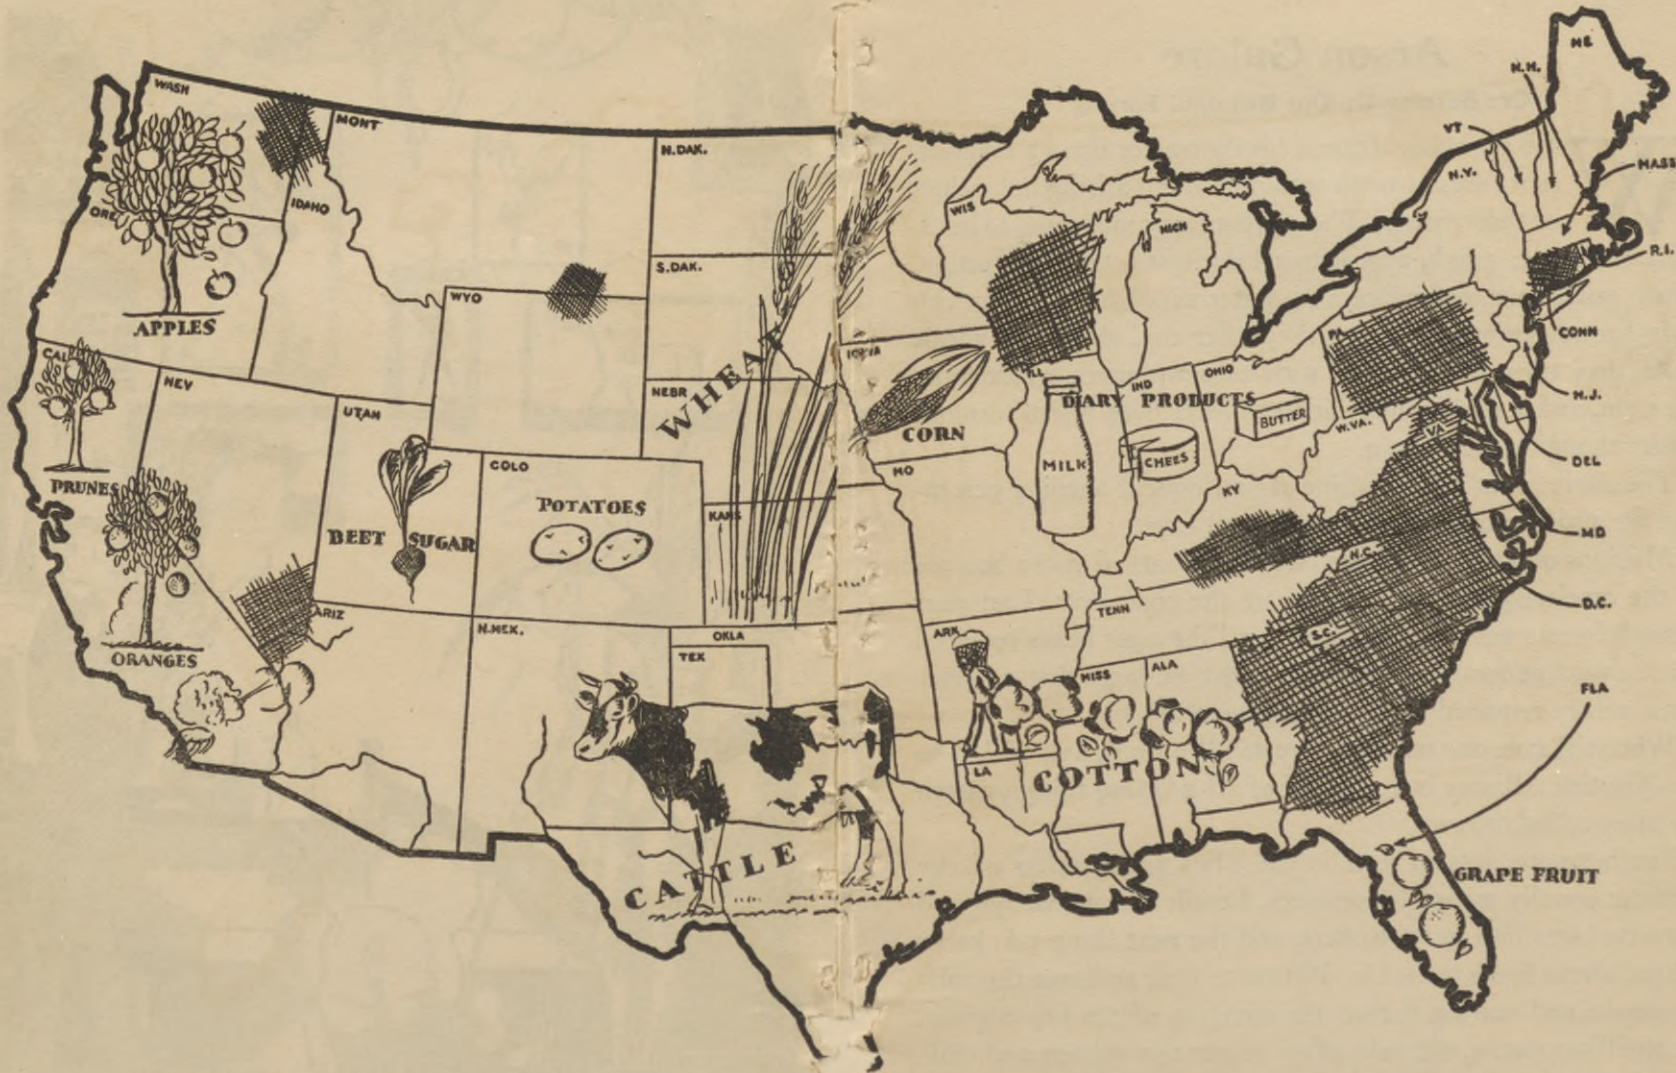 WASH
APPLES
ORE
IDAHO
MONT
N.DAK.
S.DAK.
WYO
NEBR
WHEAT
CAL
PRUNES
NEV
UTAH
BEET SUGAR
COLO
POTATOES
KANS
ORANGES
ARIZ
N.MEX.
OKLA
TEX
CATTLE
WIS
MICH
IOWA
CORN
ILL
IND
OHIO
DIARY PRODUCTS
MILK
CHEES
BUTTER
MO
KY
TENN
ARK
MISS
ALA
LA
COTTON
W.VA.
VA
N.C.
S.C.
PA
N.Y.
VT
N.H.
ME
MASS
R.I.
CONN
N.J.
DEL
MD
D.C.
FLA
GRAPE FRUIT